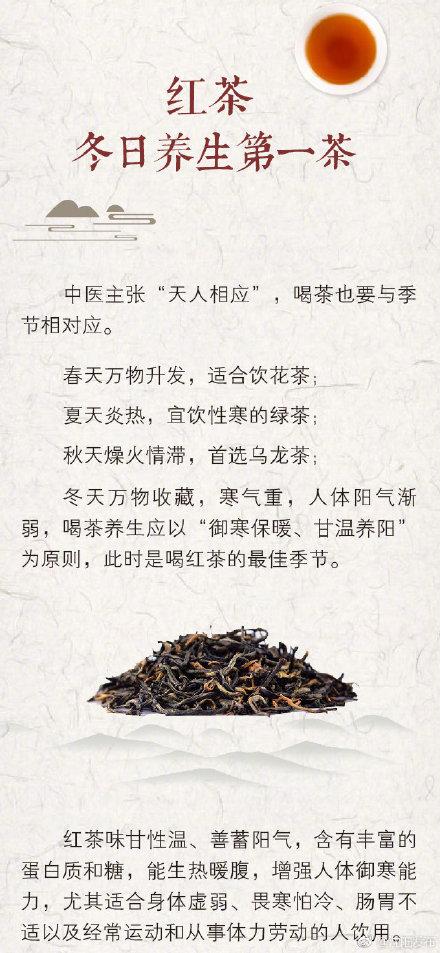 红茶
冬日养生第一茶
中医主张“天人相应”，喝茶也要与季
节相对应。
春天万物升发，适合饮花茶；
夏天炎热，宜饮性寒的绿茶；
秋天燥火情滞，首选乌龙茶；
冬天万物收藏，寒气重，人体阳气渐
弱，喝茶养生应以“御寒保暖、甘温养阳”
为原则，此时是喝红茶的最佳季节。
红茶味甘性温、善蓄阳气，含有丰富的
蛋白质和糖，能生热暖腹，增强人体御寒能
力，尤其适合身体虚弱、畏寒怕冷、肠胃不
适以及经常运动和从事体力劳动的人饮用。